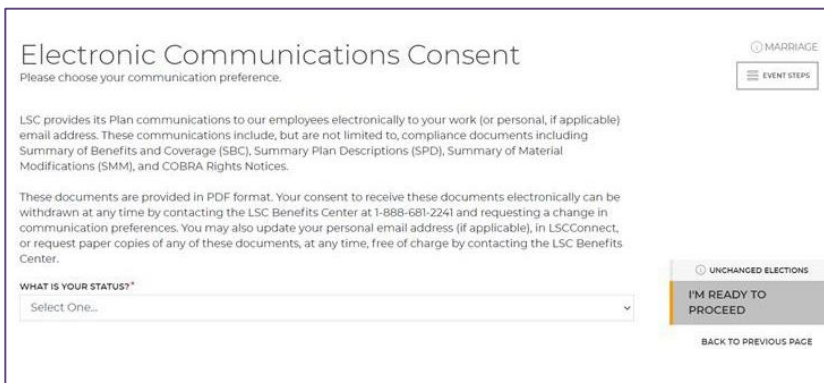 Electronic Communications Consent
Please choose your communication preference.
MARRIAGE
EVENT STEPS
LSC provides its Plan communications to our employees electronically to your work (or personal, if applicable)
email address. These communications include, but are not limited to, compliance documents including
Summary of Benefits and Coverage (SBC), Summary Plan Descriptions (SPD), Summary of Material
Modifications (SMM), and COBRA Rights Notices.
These documents are provided in PDF format. Your consent to receive these documents electronically can be
withdrawn at any time by contacting the LSC Benefits Center at 1-888-681-2241 and requesting a change in
communication preferences. You may also update your personal email address (if applicable), in LSCConnect,
or request paper copies of any of these documents, at any time, free of charge by contacting the LSC Benefits
Center.
WHAT IS YOUR STATUS?*
Select One...
UNCHANGED ELECTIONS
I'M READY TO
PROCEED
BACK TO PREVIOUS PAGE